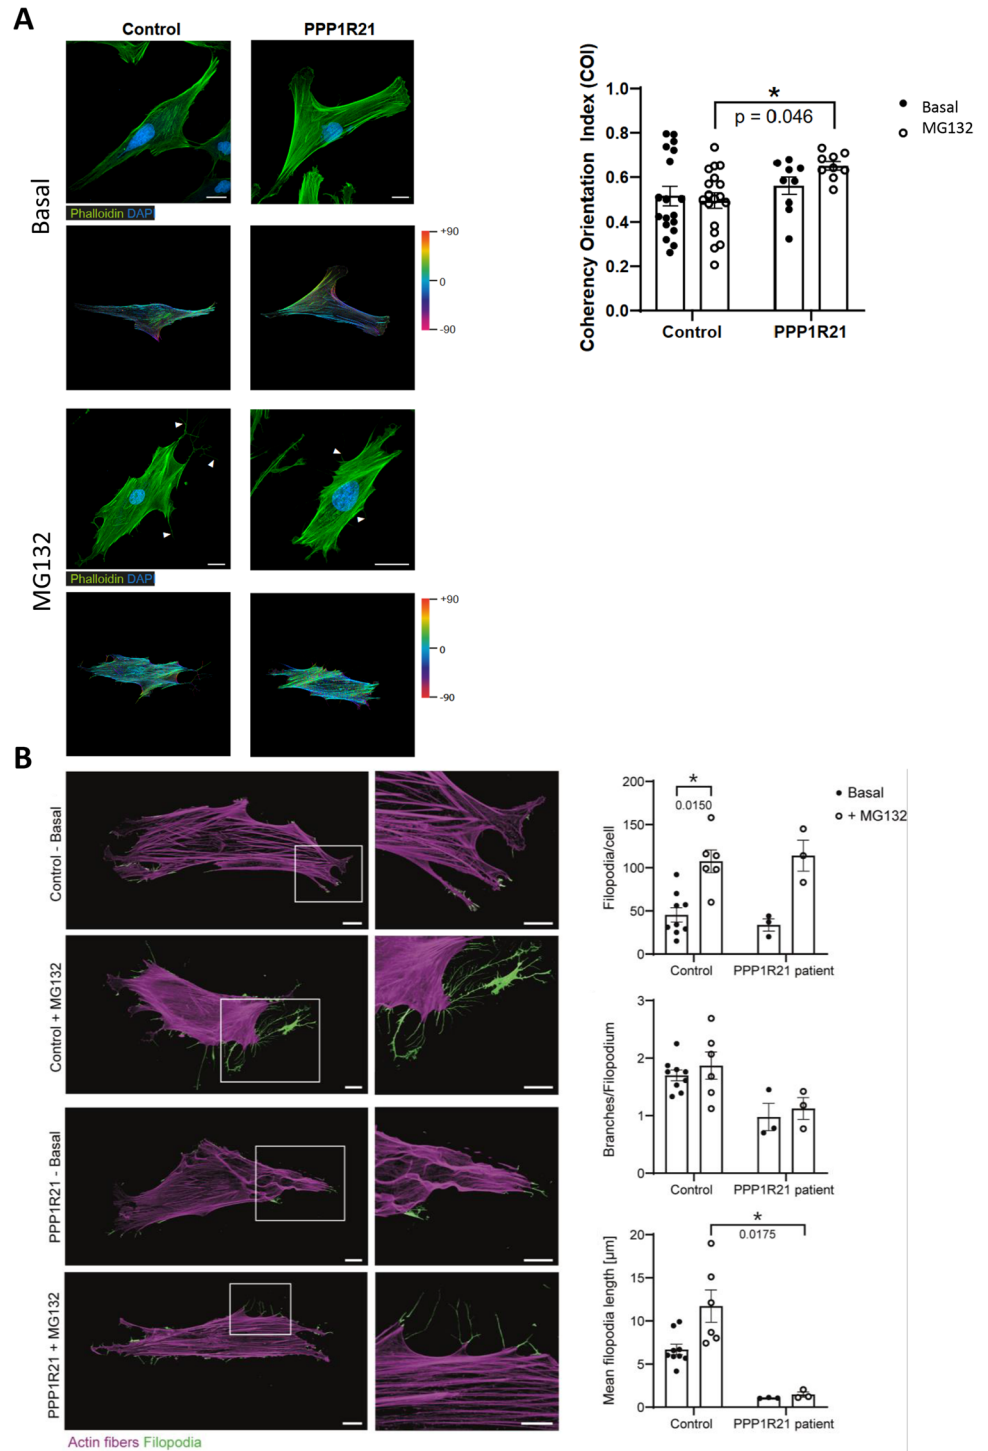 A
Control
PPP1R21
Basal
Phalloidin DAPI
+90
0
-90
MG132
Phalloidin DAPI
+90
0
-90
Coherency Orientation Index (COI)
1.0
0.8
0.6
0.4
0.2
0.0
*
p = 0.046
Basal
MG132
Control
PPP1R21
B
Control - Basal
Control + MG132
PPP1R21 - Basal
PPP1R21 + MG132
Actin fibers Filopodia
Filopodia/cell
200
150
100
50
0
*
0.0150
Basal
+ MG132
Control
PPP1R21 patient
Branches/Filopodium
3
2
1
0
Control
PPP1R21 patient
Mean filopodia length [µm]
20
15
10
5
0
*
0.0175
Control
PPP1R21 patient